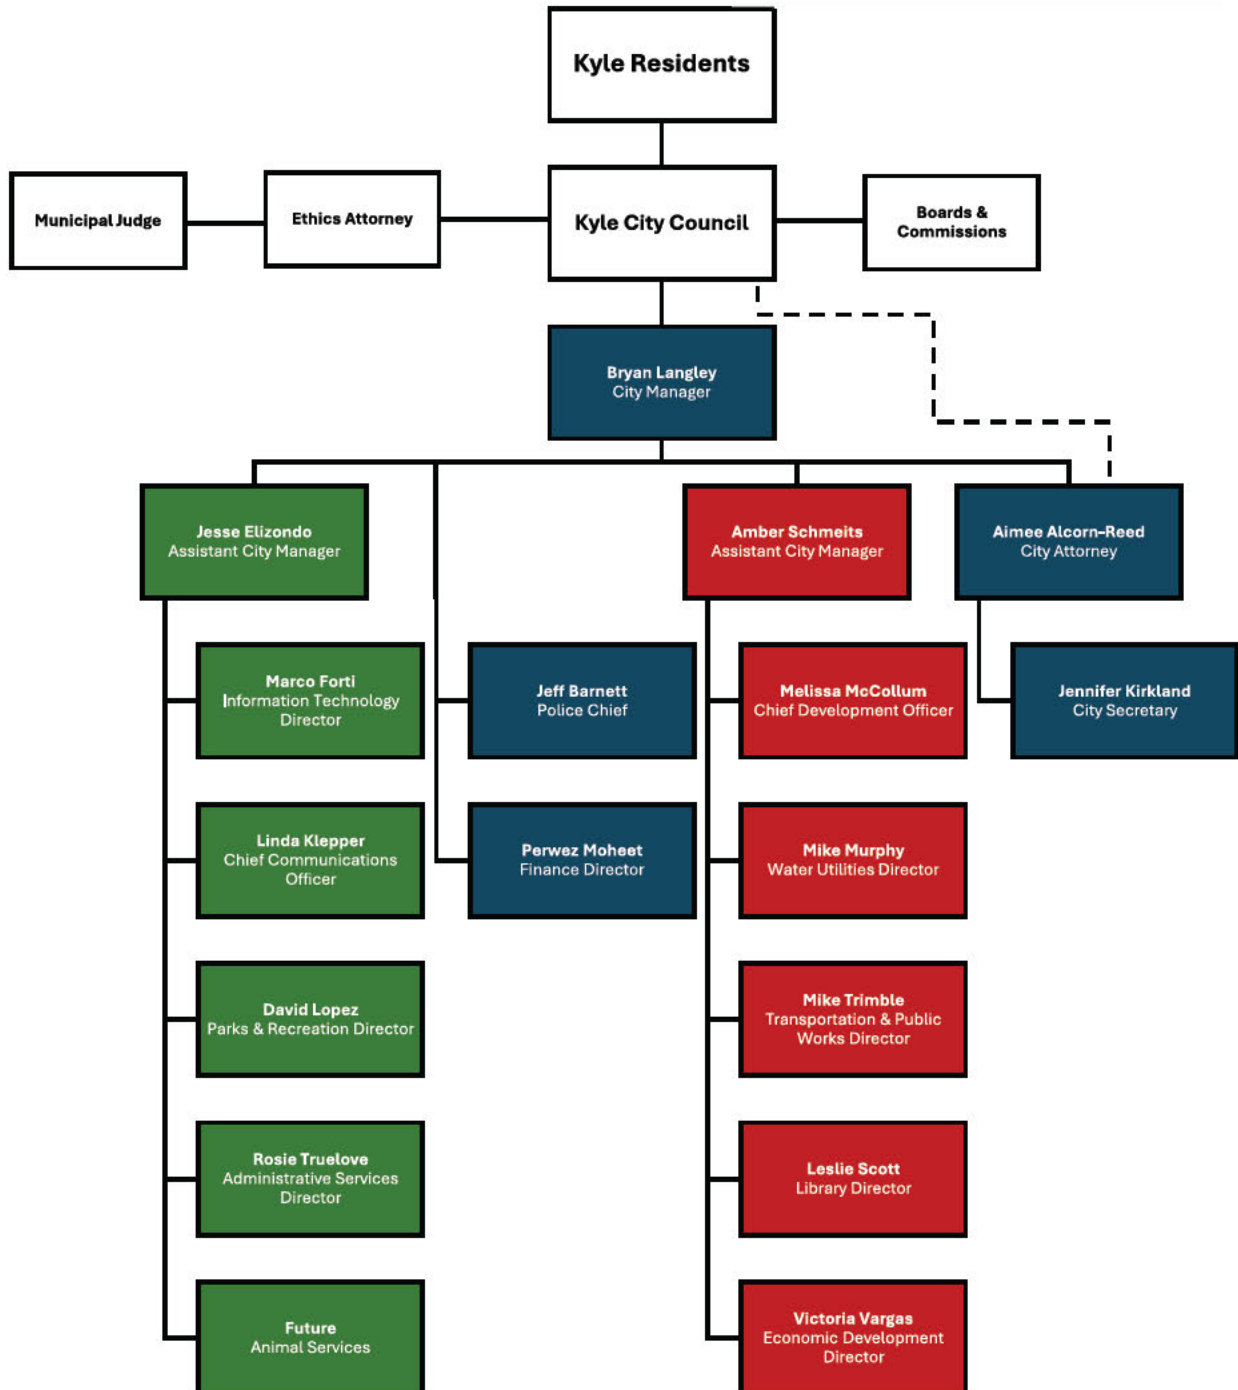 Kyle Residents
Municipal Judge
Ethics Attorney
Kyle City Council
Boards &
Commissions
Bryan Langley
City Manager
Jesse Elizondo
Assistant City Manager
Amber Schmeits
Assistant City Manager
Aimee Alcorn-Reed
City Attorney
Marco Forti
Information Technology
Director
Jeff Barnett
Police Chief
Melissa McCollum
Chief Development Officer
Jennifer Kirkland
City Secretary
Linda Klepper
Chief Communications
Officer
Perwez Moheet
Finance Director
Mike Murphy
Water Utilities Director
David Lopez
Parks & Recreation Director
Mike Trimble
Transportation & Public
Works Director
Rosie Truelove
Administrative Services
Director
Leslie Scott
Library Director
Future
Animal Services
Victoria Vargas
Economic Development
Director